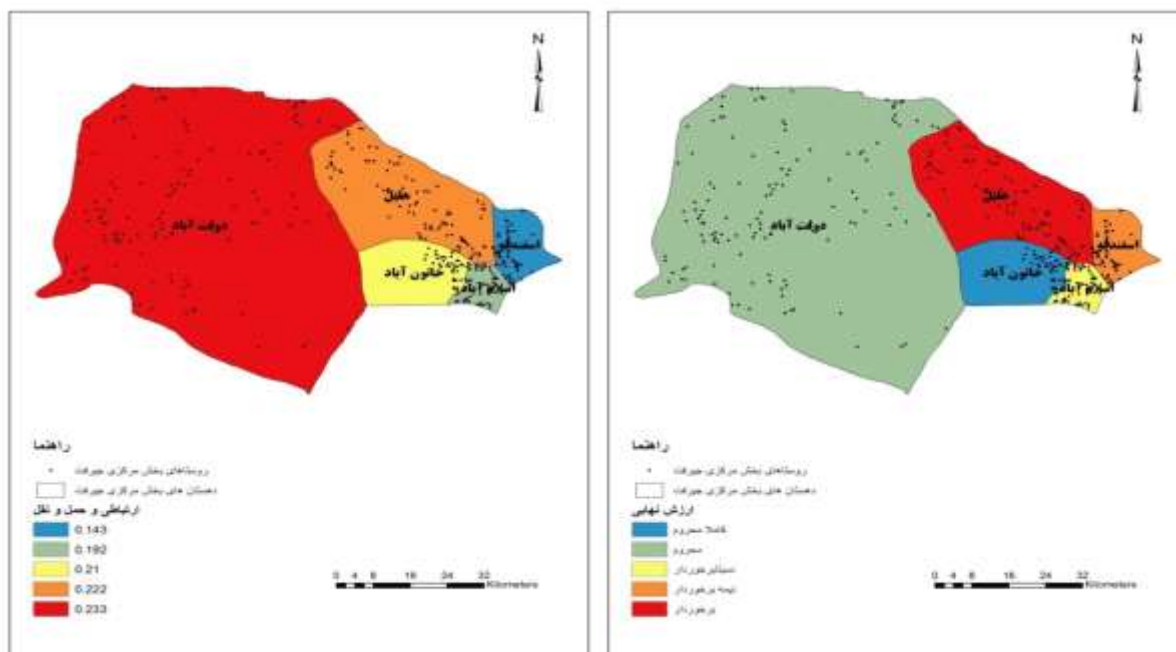 N
دولت آباد
خلیل
اسفندقه
خاتون آباد
اسلام آباد
راهنما
روستاهای بخش مرکزی جیرفت
دهستان های بخش مرکزی جیرفت
ارتباطی و حمل و نقل
0.143
0.192
0.21
0.222
0.233
0 4 8 16 24 32
Kilometers
N
دولت آباد
خلیل
اسفندقه
خاتون آباد
اسلام آباد
راهنما
روستاهای بخش مرکزی جیرفت
دهستان های بخش مرکزی جیرفت
ارزش نهایی
کاملا محروم
محروم
نسبتابرخوردار
نیمه برخوردار
برخوردار
0 4 8 16 24 32
Kilometers